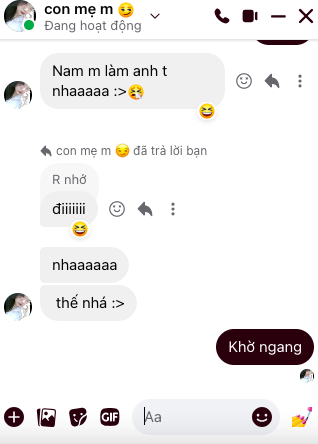 con mẹ m 😏
Đang hoạt động
Nam m làm anh t
nhaaaaa :>🥱
con mẹ m 😏 đã trả lời bạn
R nhớ
điiiiiii
nhaaaaaa
thế nhá :>
Khờ ngang
GIF
Aa